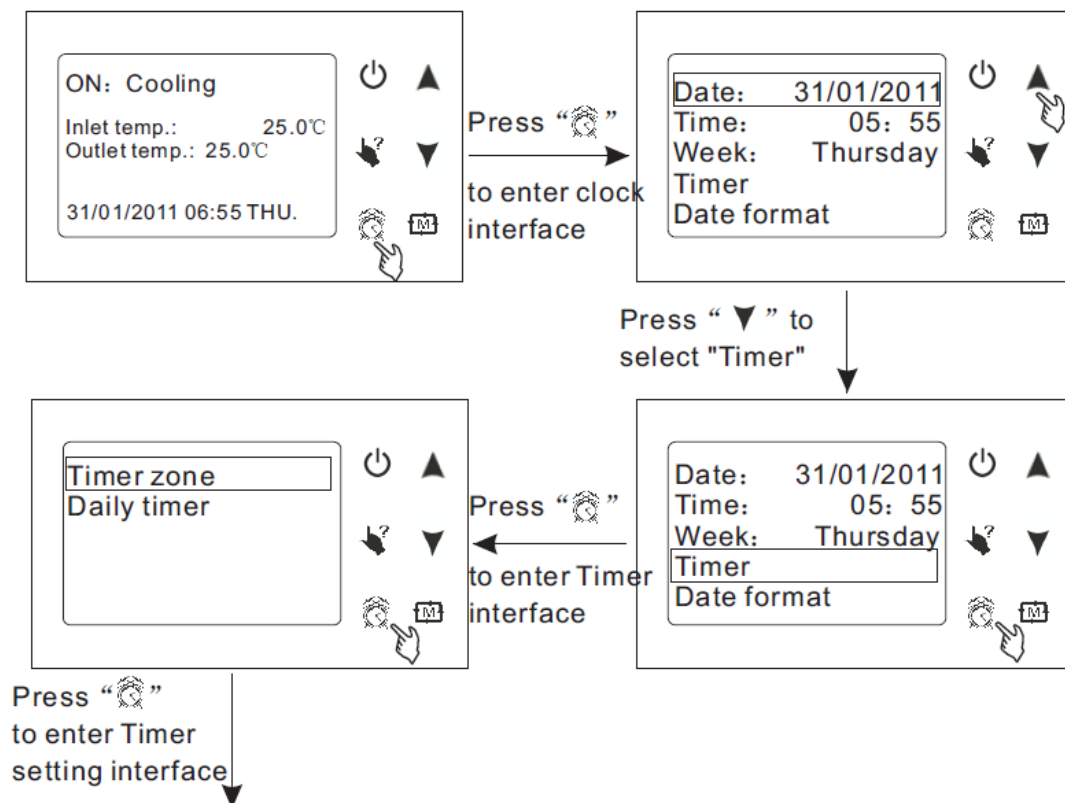 ON: Cooling
Inlet temp.: 25.0℃
Outlet temp.: 25.0℃
31/01/2011 06:55 THU.
?
M
Press “ ”
to enter clock
interface
Date: 31/01/2011
Time: 05: 55
Week: Thursday
Timer
Date format
?
M
Press “ ▼ ” to
select "Timer"
Date: 31/01/2011
Time: 05: 55
Week: Thursday
Timer
Date format
?
M
Press “ ”
to enter Timer
interface
Timer zone
Daily timer
?
M
Press “ ”
to enter Timer
setting interface